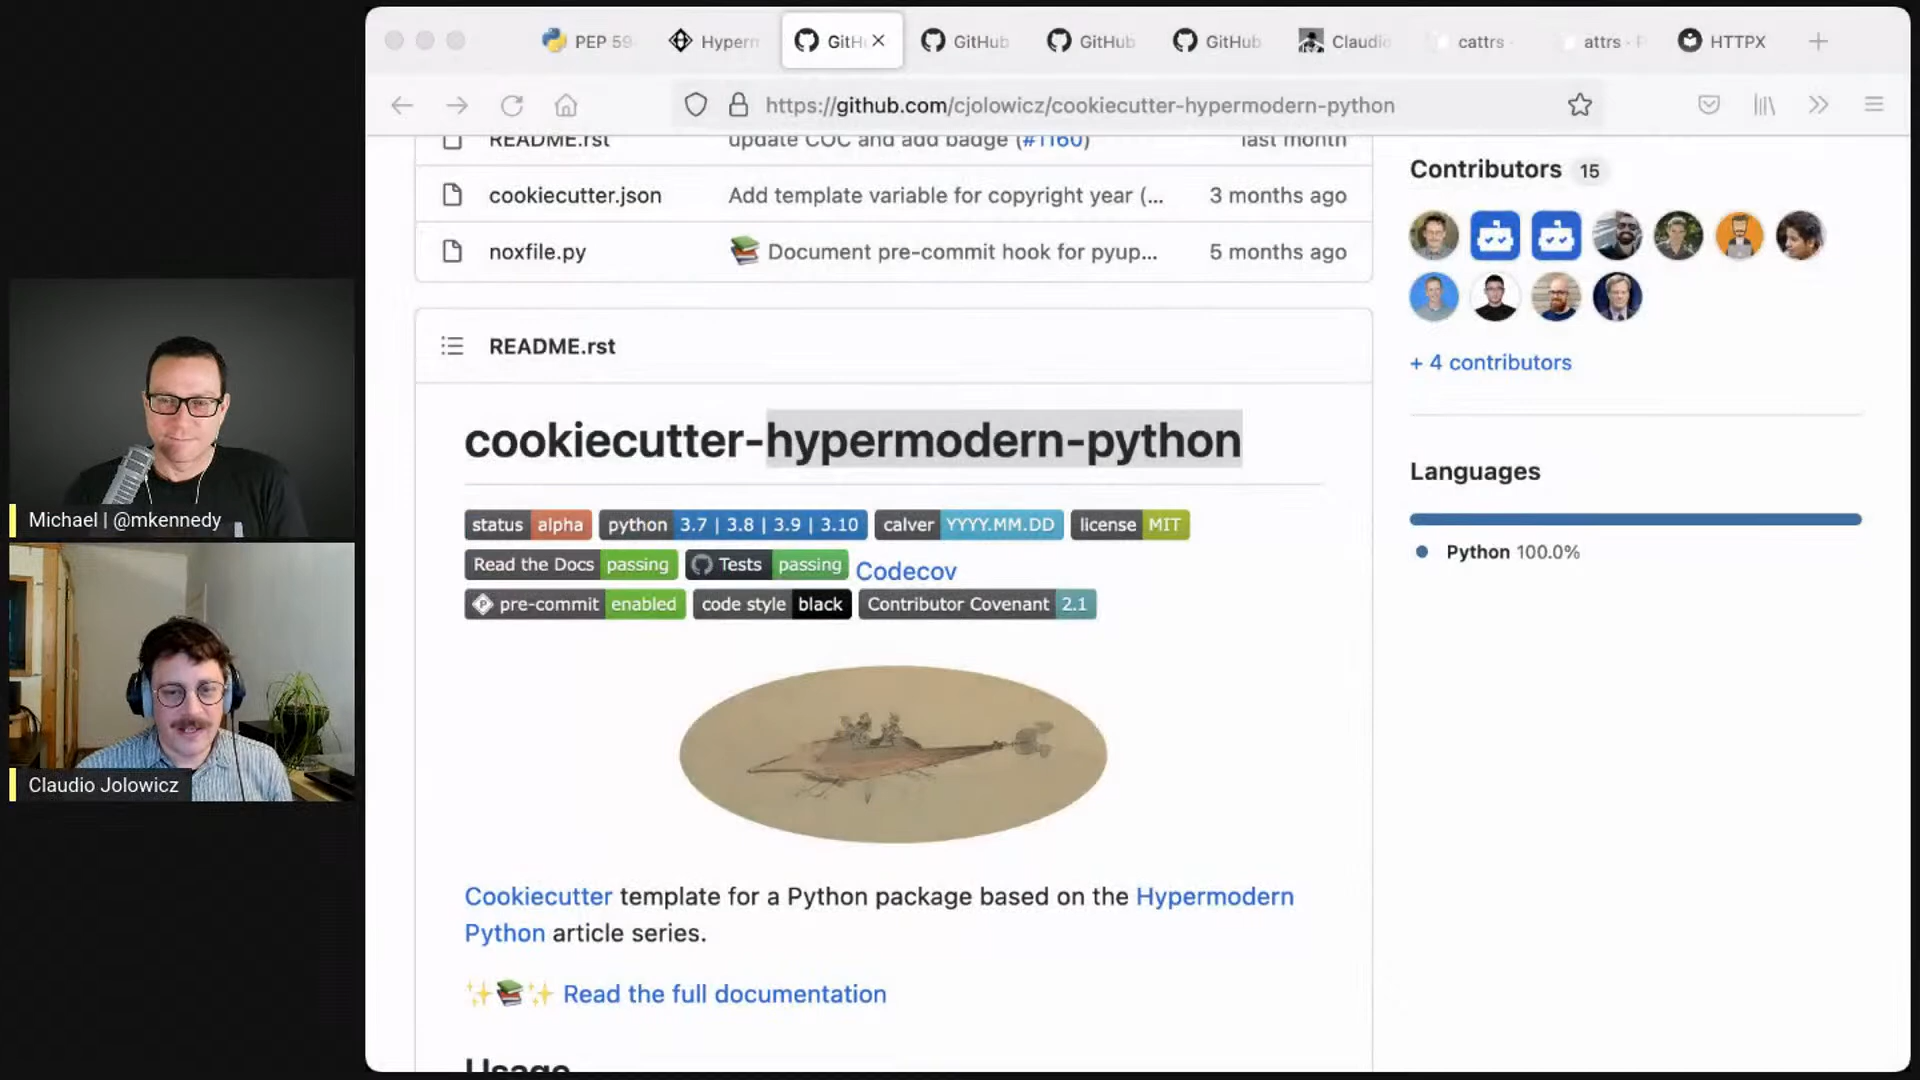 PEP 59
Hyperm
GitH
GitHub
GitHub
GitHub
Claudio
cattrs -
attrs - P
HTTPX
https://github.com/cjolowicz/cookiecutter-hypermodern-python
README.rst update COC and add badge (#1160) last month
cookiecutter.json Add template variable for copyright year (... 3 months ago
noxfile.py 📚 Document pre-commit hook for pyup... 5 months ago
README.rst
cookiecutter-hypermodern-python
status alpha python 3.7 | 3.8 | 3.9 | 3.10 calver YYYY.MM.DD license MIT
Read the Docs passing Tests passing Codecov
pre-commit enabled code style black Contributor Covenant 2.1
Cookiecutter template for a Python package based on the Hypermodern
Python article series.
✨📚✨ Read the full documentation
Usage
Contributors 15
+ 4 contributors
Languages
Python 100.0%
Michael | @mkennedy
Claudio Jolowicz